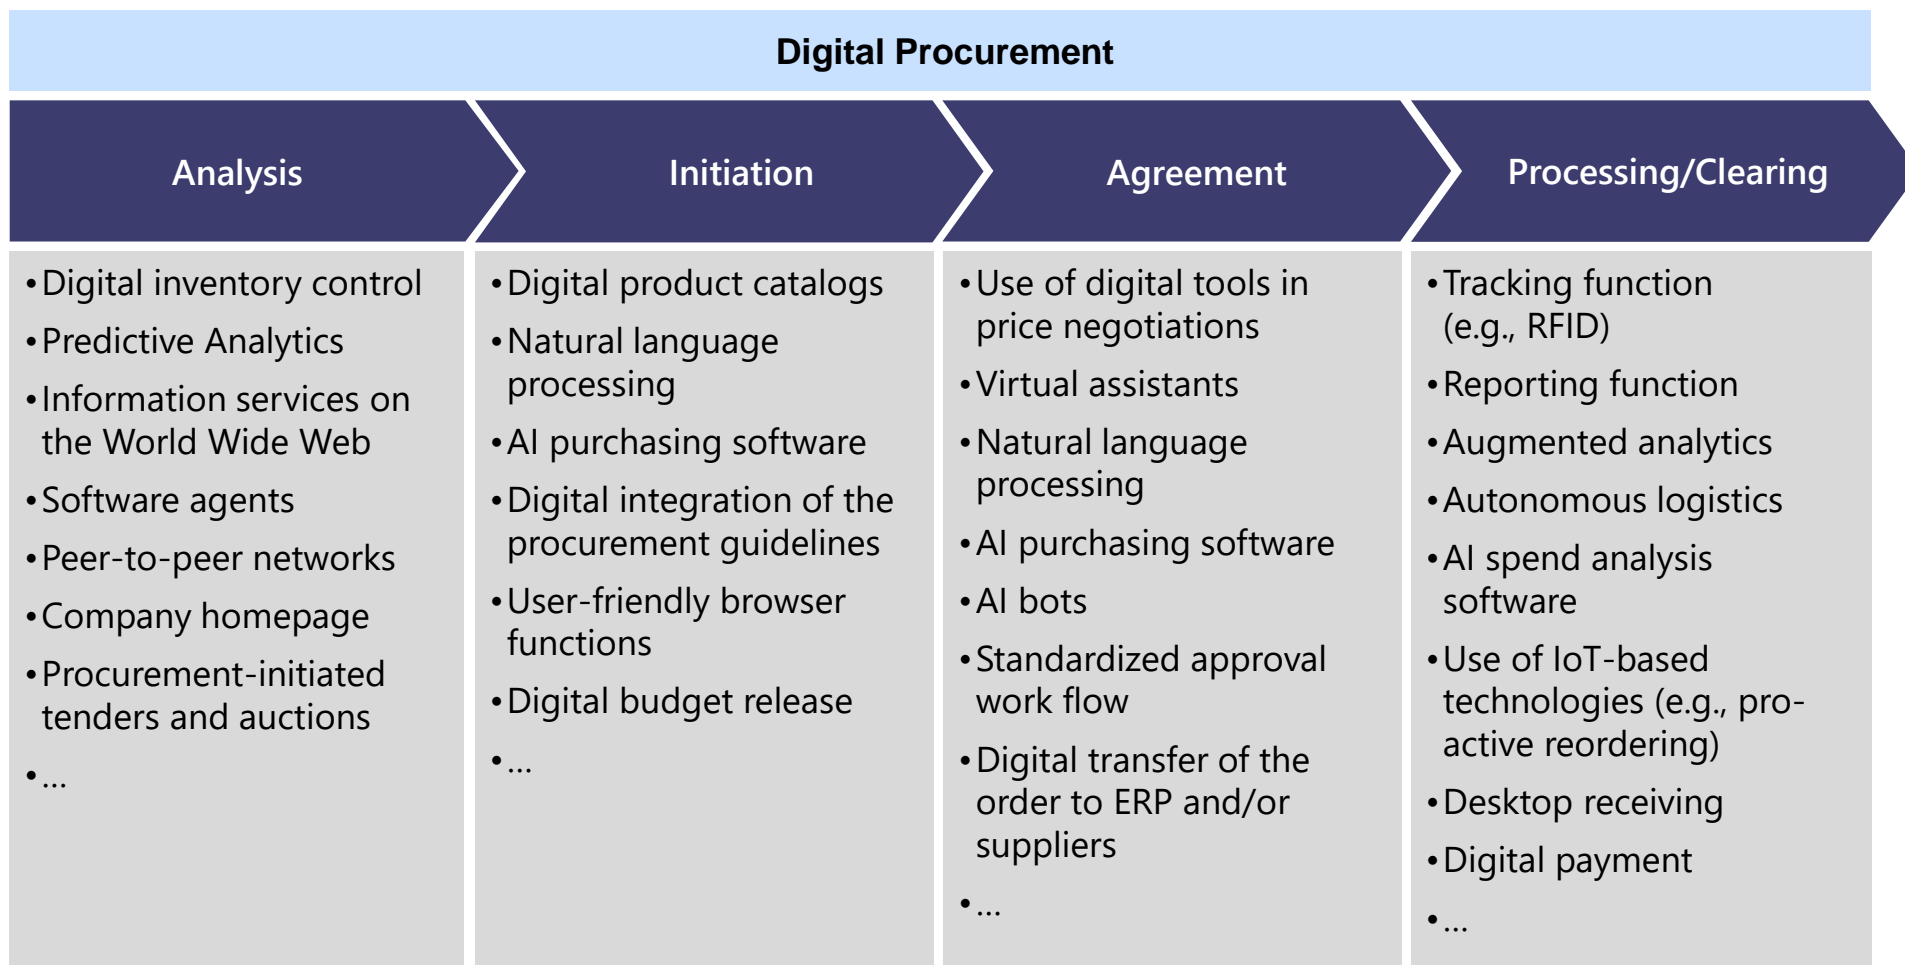 Digital Procurement
Analysis
Initiation
Agreement
Processing/Clearing
•Digital inventory control
•Predictive Analytics
•Information services on
the World Wide Web
•Software agents
•Peer-to-peer networks
•Company homepage
•Procurement-initiated
tenders and auctions
•...
•Digital product catalogs
•Natural language
processing
•AI purchasing software
•Digital integration of the
procurement guidelines
•User-friendly browser
functions
•Digital budget release
•...
•Use of digital tools in
price negotiations
•Virtual assistants
•Natural language
processing
•AI purchasing software
•AI bots
•Standardized approval
work flow
•Digital transfer of the
order to ERP and/or
suppliers
•...
•Tracking function
(e.g., RFID)
•Reporting function
•Augmented analytics
•Autonomous logistics
•AI spend analysis
software
•Use of IoT-based
technologies (e.g., pro-
active reordering)
•Desktop receiving
•Digital payment
•...